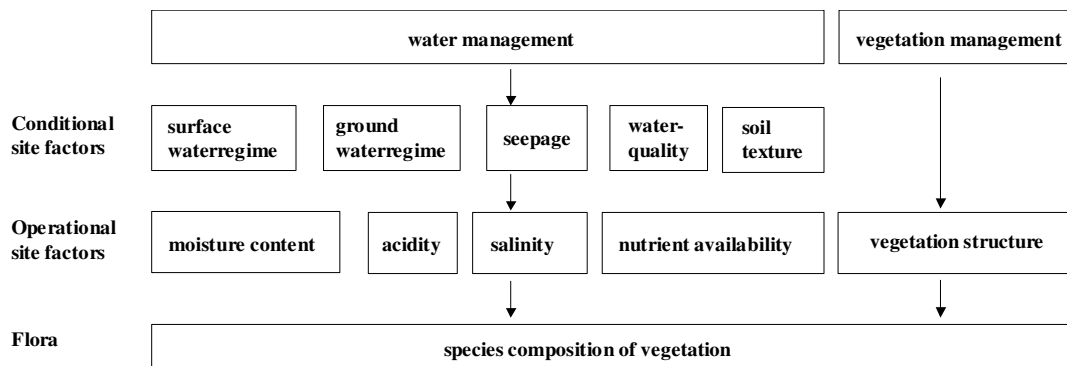 water management
vegetation management
Conditional
site factors
surface
waterregime
ground
waterregime
seepage
water-
quality
soil
texture
Operational
site factors
moisture content
acidity
salinity
nutrient availability
vegetation structure
Flora
species composition of vegetation